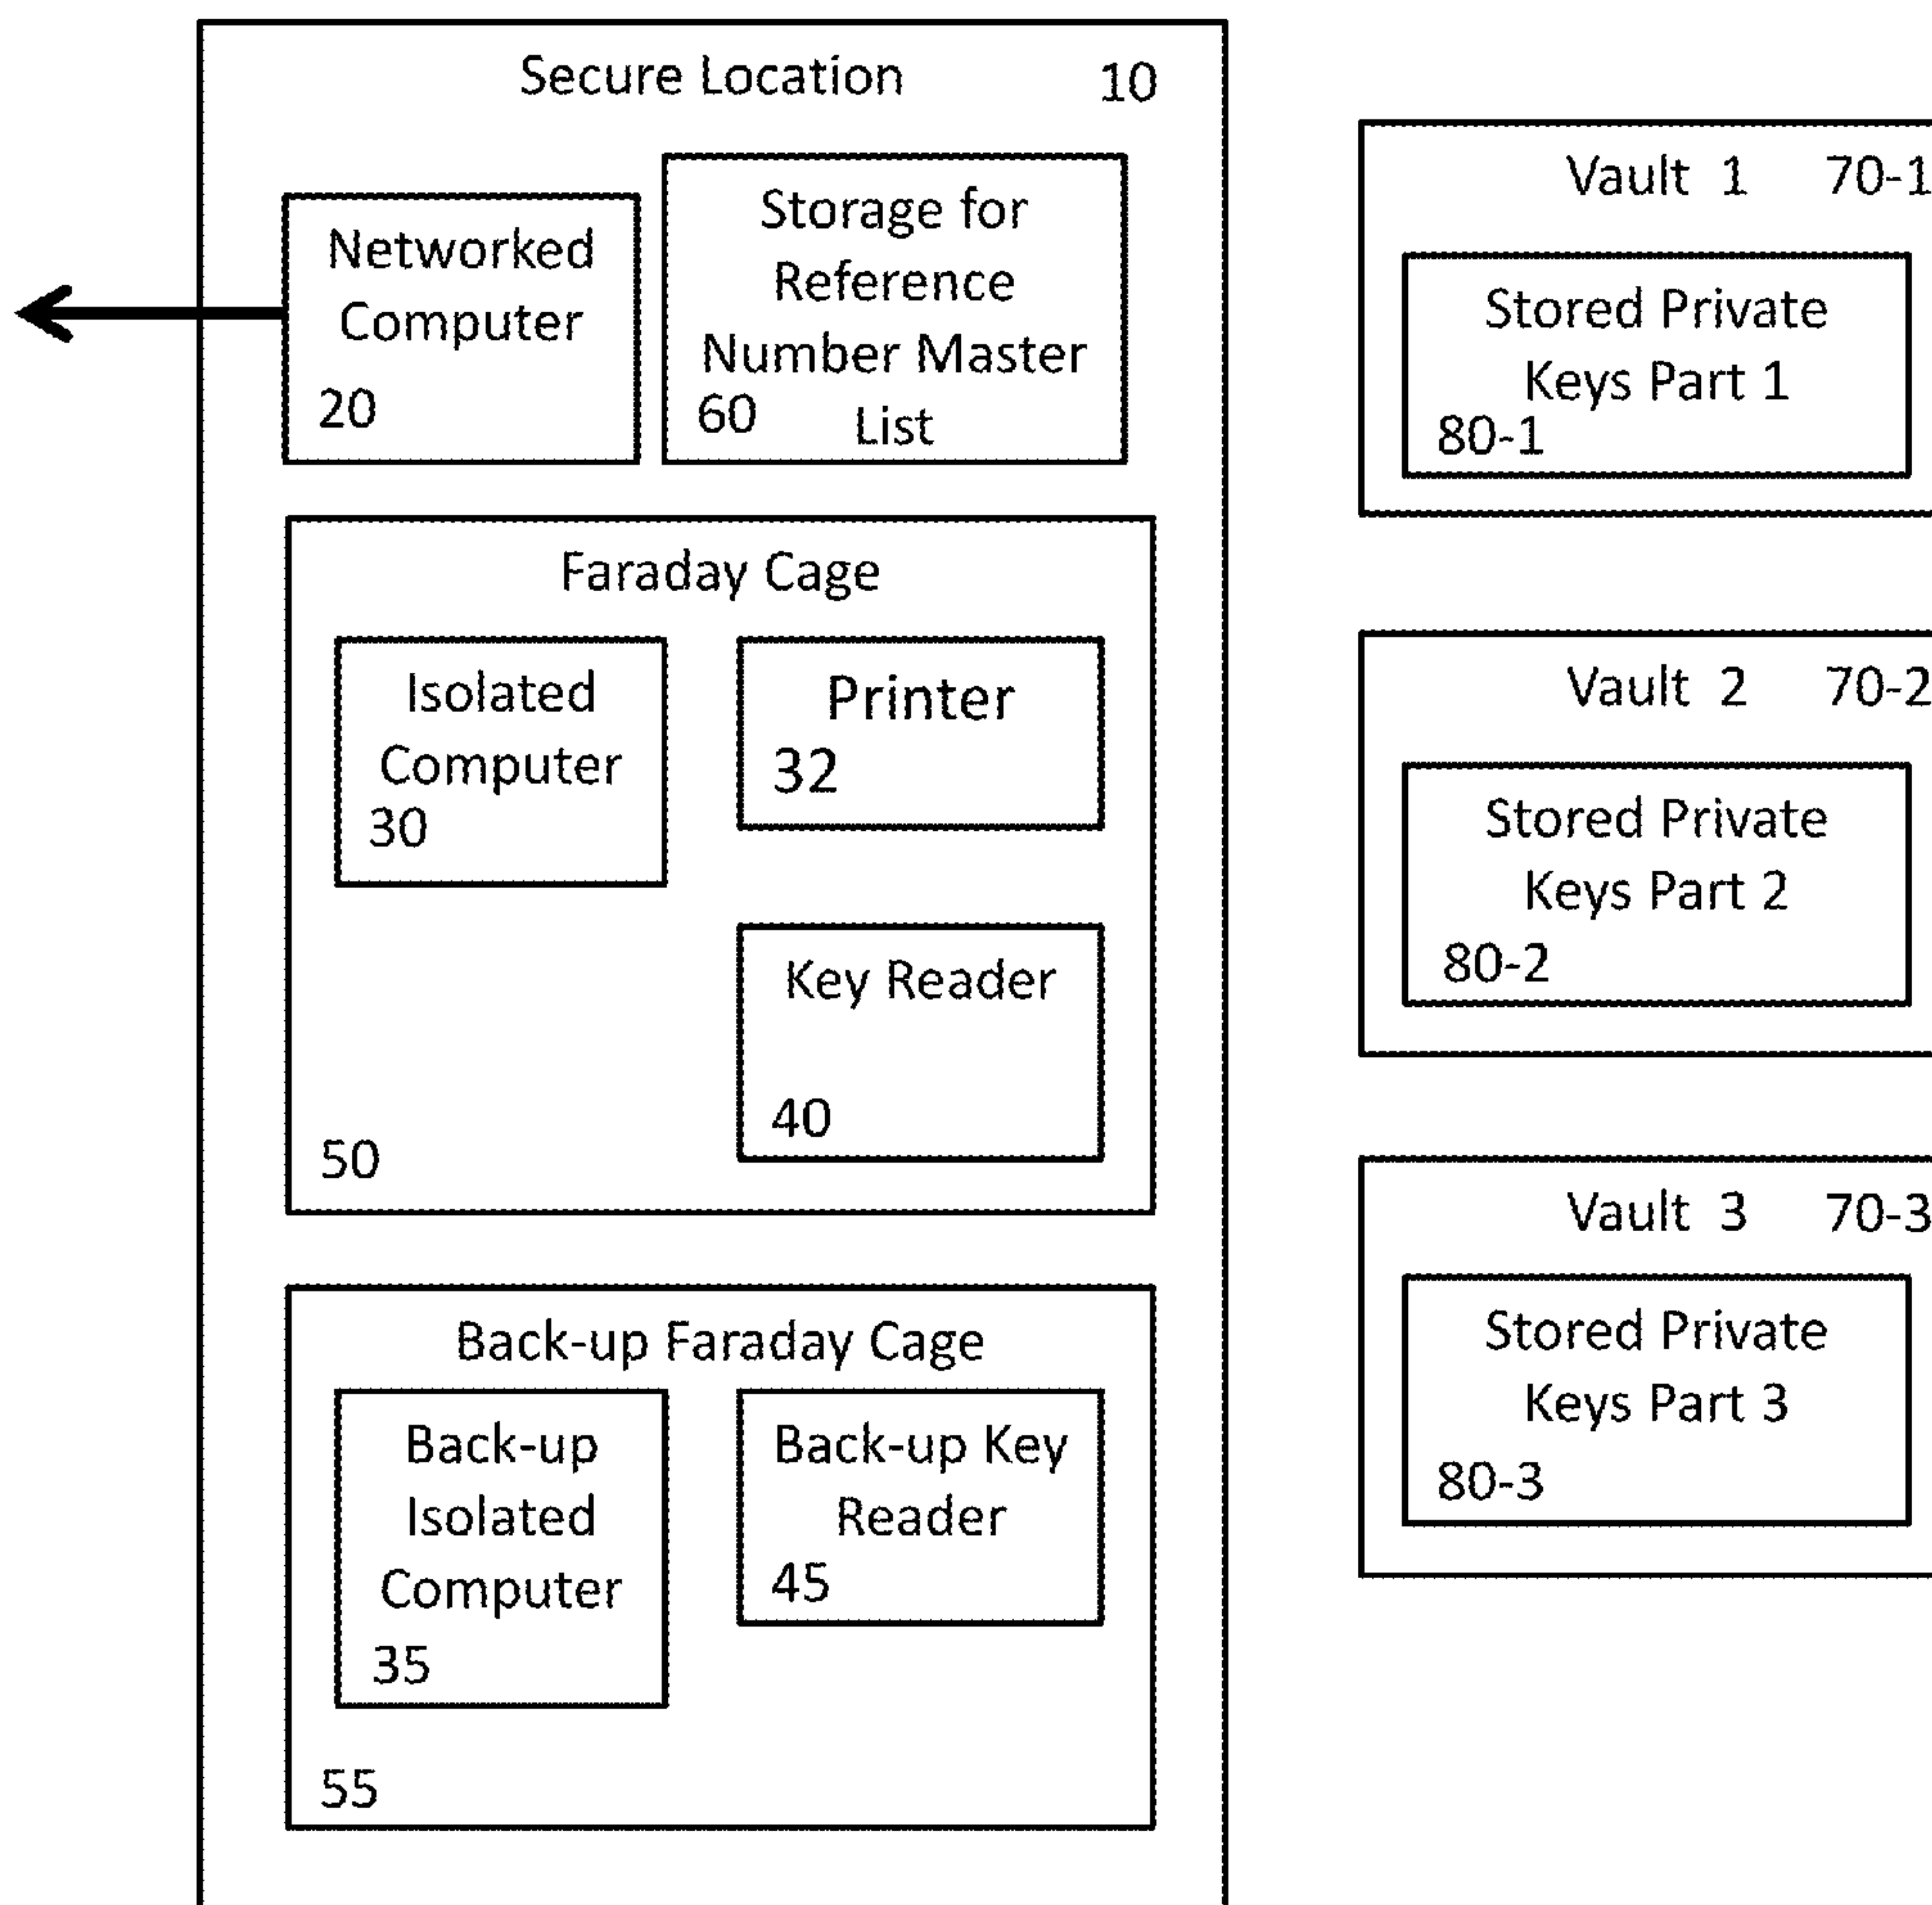 Secure Location 10
Networked
Computer
20
Storage for
Reference
Number Master
60 List
Faraday Cage
Isolated
Computer
30
Printer
32
Key Reader
40
50
Back-up Faraday Cage
Back-up
Isolated
Computer
35
Back-up Key
Reader
45
55
Vault 1 70-1
Stored Private
Keys Part 1
80-1
Vault 2 70-2
Stored Private
Keys Part 2
80-2
Vault 3 70-3
Stored Private
Keys Part 3
80-3